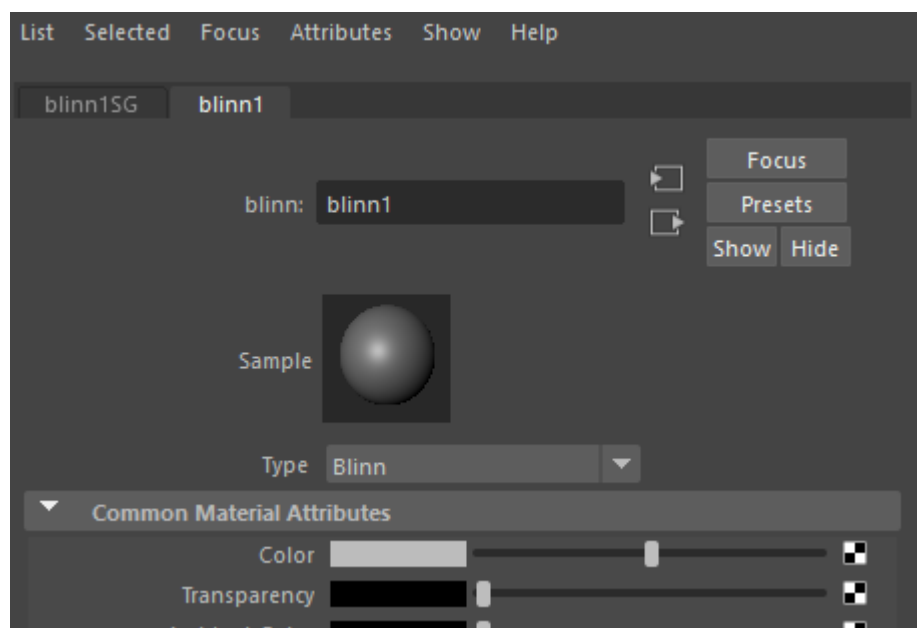 List Selected Focus Attributes Show Help
blinn1SG blinn1
Focus
blinn: blinn1
Presets
Show Hide
Sample
Type Blinn
Common Material Attributes
Color
Transparency